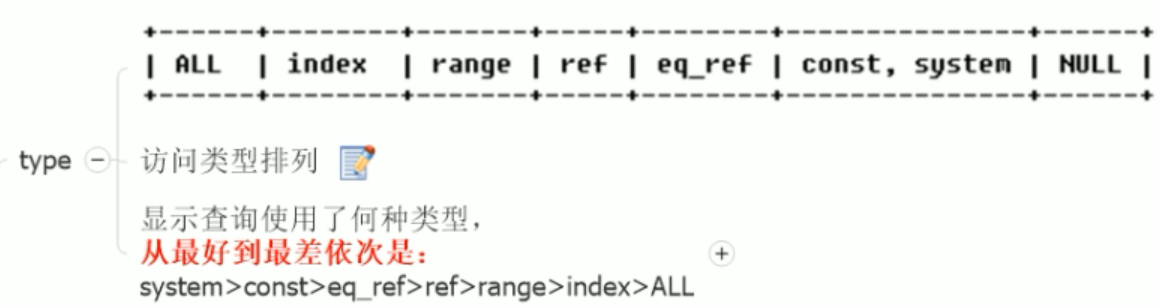 +------+-------+-------+-----+--------+---------------+------+
| ALL | index | range | ref | eq_ref | const, system | NULL |
+------+-------+-------+-----+--------+---------------+------+
type
访问类型排列
显示查询使用了何种类型，
从最好到最差依次是：
system>const>eq_ref>ref>range>index>ALL